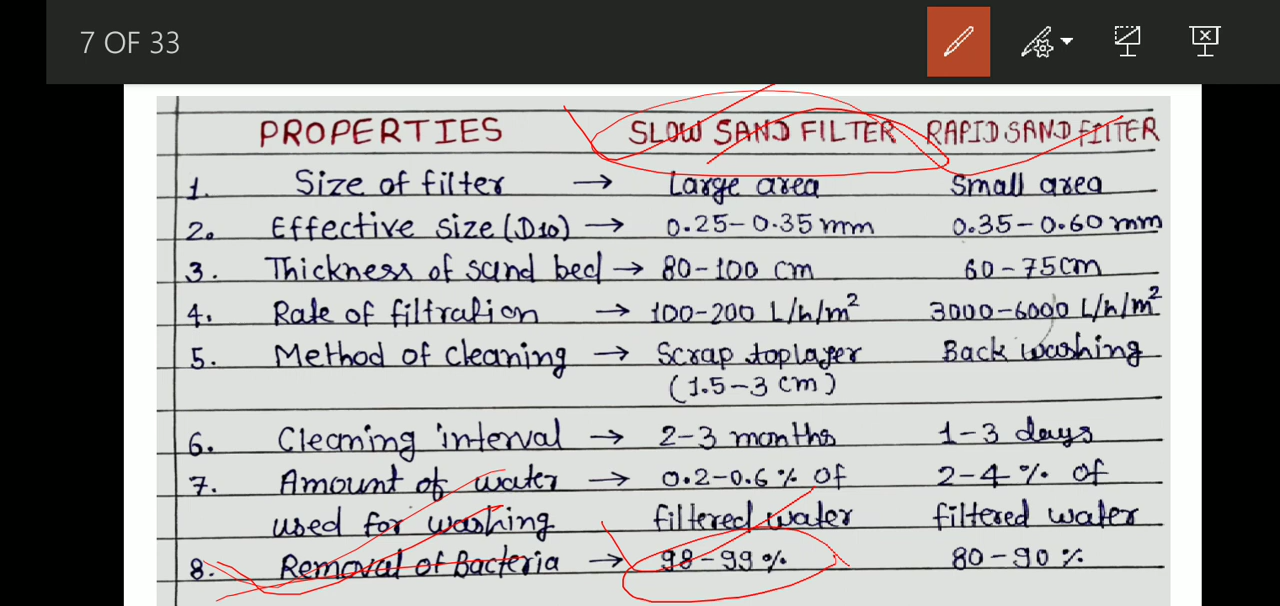 7 OF 33
PROPERTIES SLOW SAND FILTER RAPID SAND FILTER
1. Size of filter → Large area Small area
2. Effective size (D10) → 0.25-0.35 mm 0.35-0.60 mm
3. Thickness of sand bed → 80-100 cm 60-75cm
4. Rate of filtration → 100-200 L/h/m² 3000-6000 L/h/m²
5. Method of cleaning → Scrap toplayer Back washing
(1.5-3 cm)
6. Cleaning interval → 2-3 months 1-3 days
7. Amount of water → 0.2-0.6 % of 2-4 % of
used for washing filtered water filtered water
8. Removal of Bacteria → 98-99 % 80-90 %